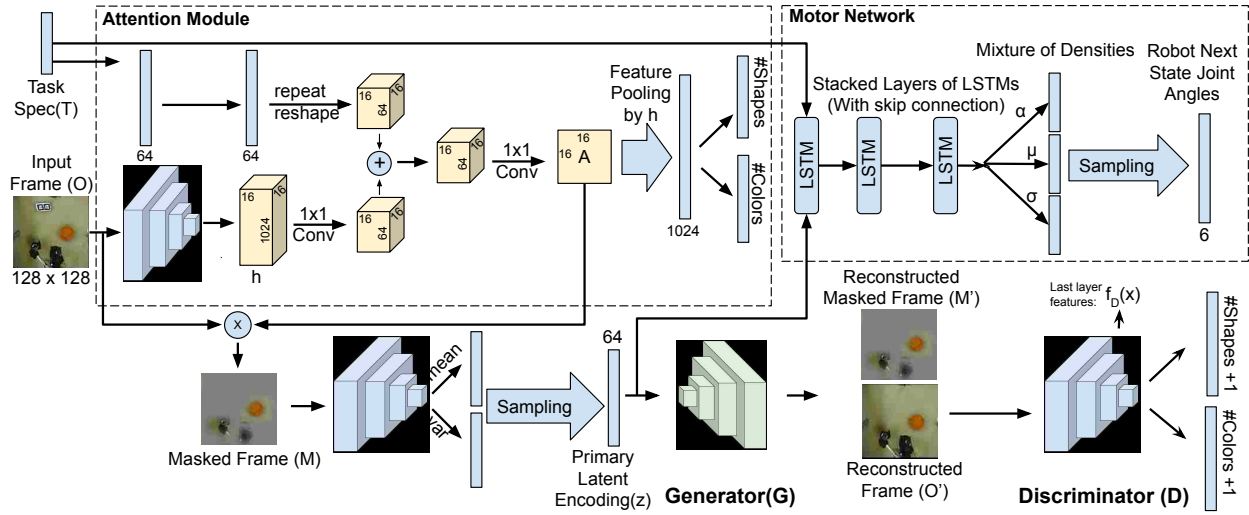 Attention Module
Task
Spec(T)
64
64
repeat
reshape
16
16
64
+
16
16
64
1x1
Conv
16
16
A
Feature
Pooling
by h
1024
#Shapes
#Colors
Input
Frame (O)
128 x 128
16
16
1024
h
1x1
Conv
16
16
64
Motor Network
Stacked Layers of LSTMs
(With skip connection)
LSTM
LSTM
LSTM
Mixture of Densities
α
μ
σ
Sampling
Robot Next
State Joint
Angles
6
x
Masked Frame (M)
mean
var
Sampling
64
Primary
Latent
Encoding(z)
Generator(G)
Reconstructed
Masked Frame (M')
Reconstructed
Frame (O')
Last layer
features: f_D(x)
Discriminator (D)
#Shapes +1
#Colors +1